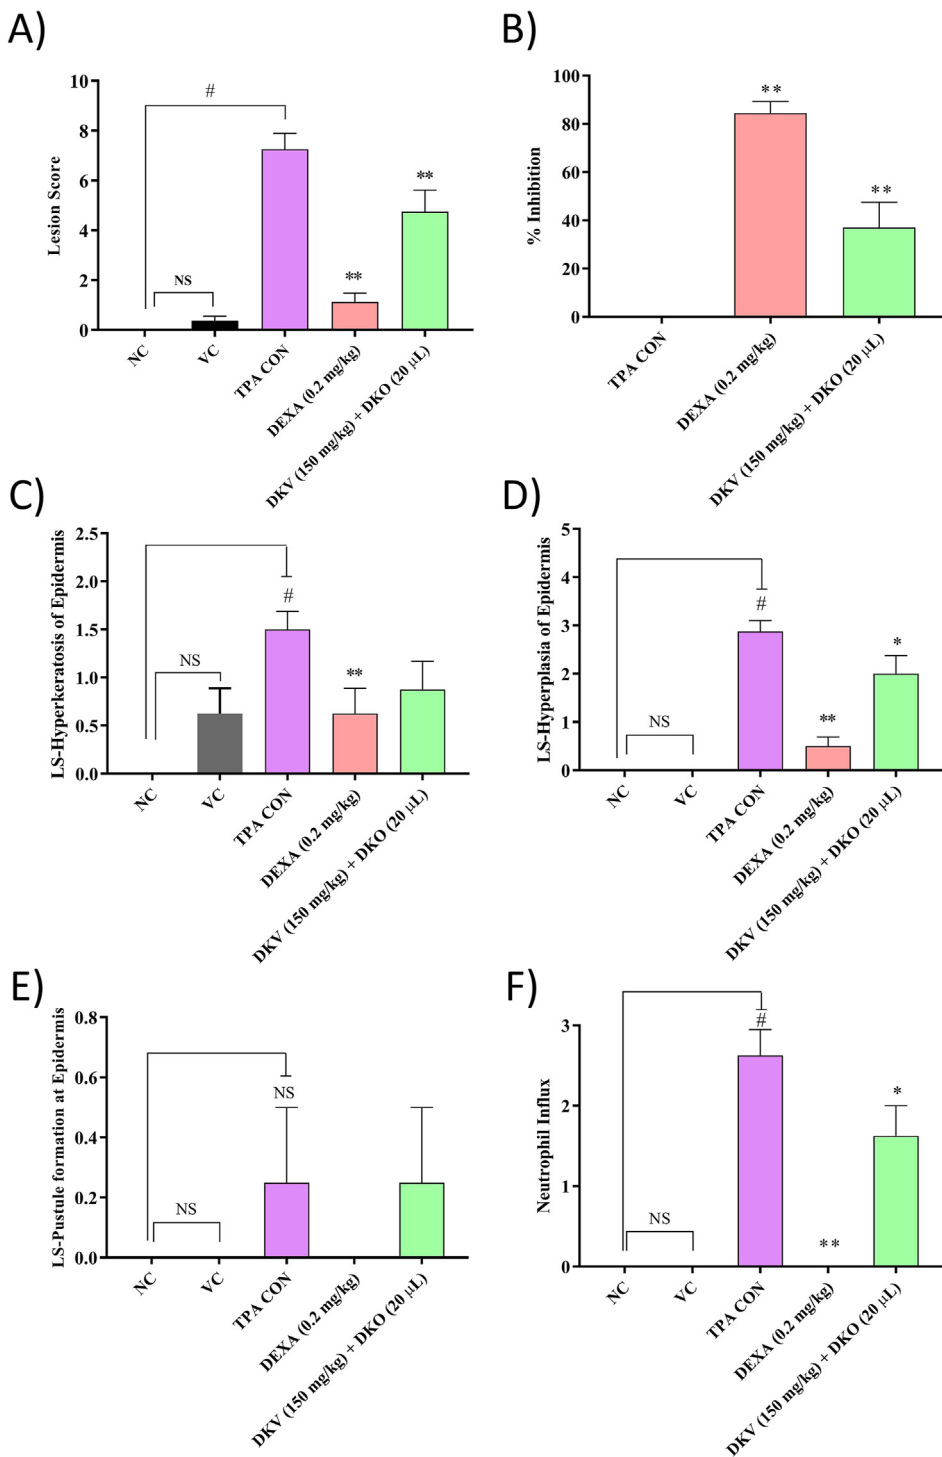 A)
Lesion Score
10
8
6
4
2
0
#
NS
**
**
NC
VC
TPA CON
DEXA (0.2 mg/kg)
DKV (150 mg/kg) + DKO (20 µL)
B)
% Inhibition
100
80
60
40
20
0
**
**
TPA CON
DEXA (0.2 mg/kg)
DKV (150 mg/kg) + DKO (20 µL)
C)
LS-Hyperkeratosis of Epidermis
2.5
2.0
1.5
1.0
0.5
0.0
#
NS
**
NC
VC
TPA CON
DEXA (0.2 mg/kg)
DKV (150 mg/kg) + DKO (20 µL)
D)
LS-Hyperplasia of Epidermis
5
4
3
2
1
0
#
NS
**
*
NC
VC
TPA CON
DEXA (0.2 mg/kg)
DKV (150 mg/kg) + DKO (20 µL)
E)
LS-Pustule formation at Epidermis
0.8
0.6
0.4
0.2
0.0
NS
NS
NC
VC
TPA CON
DEXA (0.2 mg/kg)
DKV (150 mg/kg) + DKO (20 µL)
F)
Neutrophil Influx
3
2
1
0
#
NS
**
*
NC
VC
TPA CON
DEXA (0.2 mg/kg)
DKV (150 mg/kg) + DKO (20 µL)